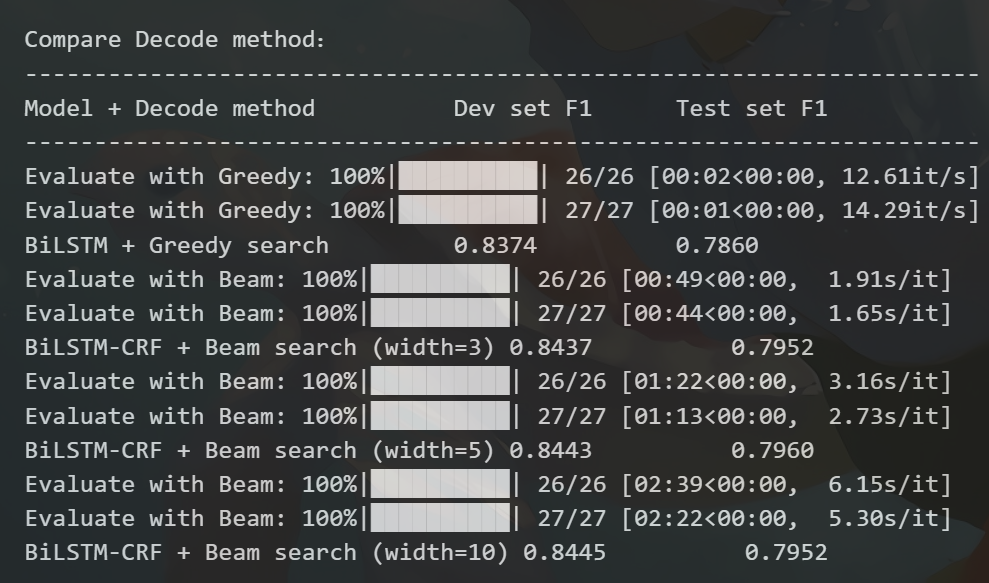 Compare Decode method:
---------------------------------------------------------------------
Model + Decode method          Dev set F1      Test set F1
---------------------------------------------------------------------
Evaluate with Greedy: 100%|██████████| 26/26 [00:02<00:00, 12.61it/s]
Evaluate with Greedy: 100%|██████████| 27/27 [00:01<00:00, 14.29it/s]
BiLSTM + Greedy search         0.8374          0.7860
Evaluate with Beam: 100%|██████████| 26/26 [00:49<00:00,  1.91s/it]
Evaluate with Beam: 100%|██████████| 27/27 [00:44<00:00,  1.65s/it]
BiLSTM-CRF + Beam search (width=3) 0.8437          0.7952
Evaluate with Beam: 100%|██████████| 26/26 [01:22<00:00,  3.16s/it]
Evaluate with Beam: 100%|██████████| 27/27 [01:13<00:00,  2.73s/it]
BiLSTM-CRF + Beam search (width=5) 0.8443          0.7960
Evaluate with Beam: 100%|██████████| 26/26 [02:39<00:00,  6.15s/it]
Evaluate with Beam: 100%|██████████| 27/27 [02:22<00:00,  5.30s/it]
BiLSTM-CRF + Beam search (width=10) 0.8445          0.7952